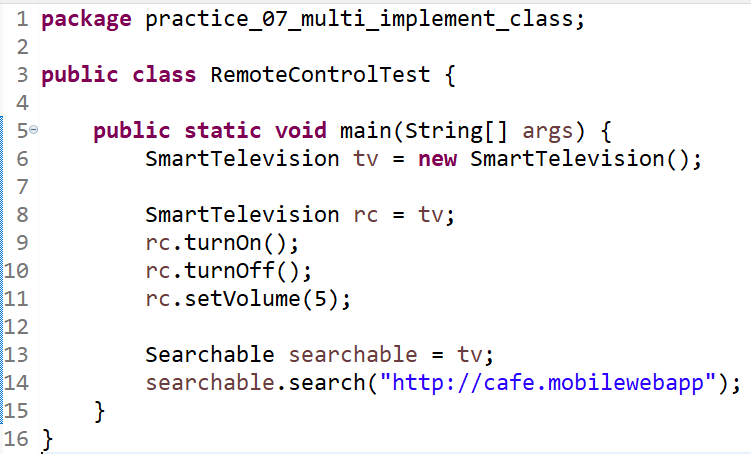 1 package practice_07_multi_implement_class;
2
3 public class RemoteControlTest {
4
5 public static void main(String[] args) {
6 SmartTelevision tv = new SmartTelevision();
7
8 SmartTelevision rc = tv;
9 rc.turnOn();
10 rc.turnOff();
11 rc.setVolume(5);
12
13 Searchable searchable = tv;
14 searchable.search("http://cafe.mobilewebapp");
15 }
16 }